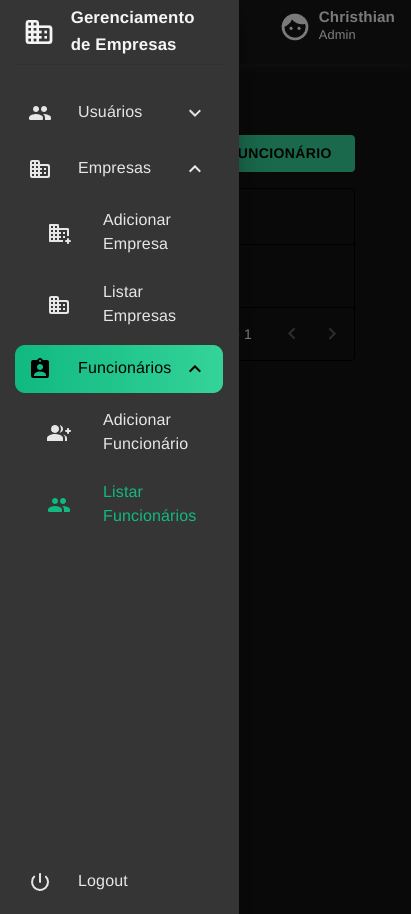 Gerenciamento
de Empresas
Christhian
Admin
Usuários
Empresas
UNCIONÁRIO
Adicionar
Empresa
Listar
Empresas
1
Funcionários
Adicionar
Funcionário
Listar
Funcionários
Logout